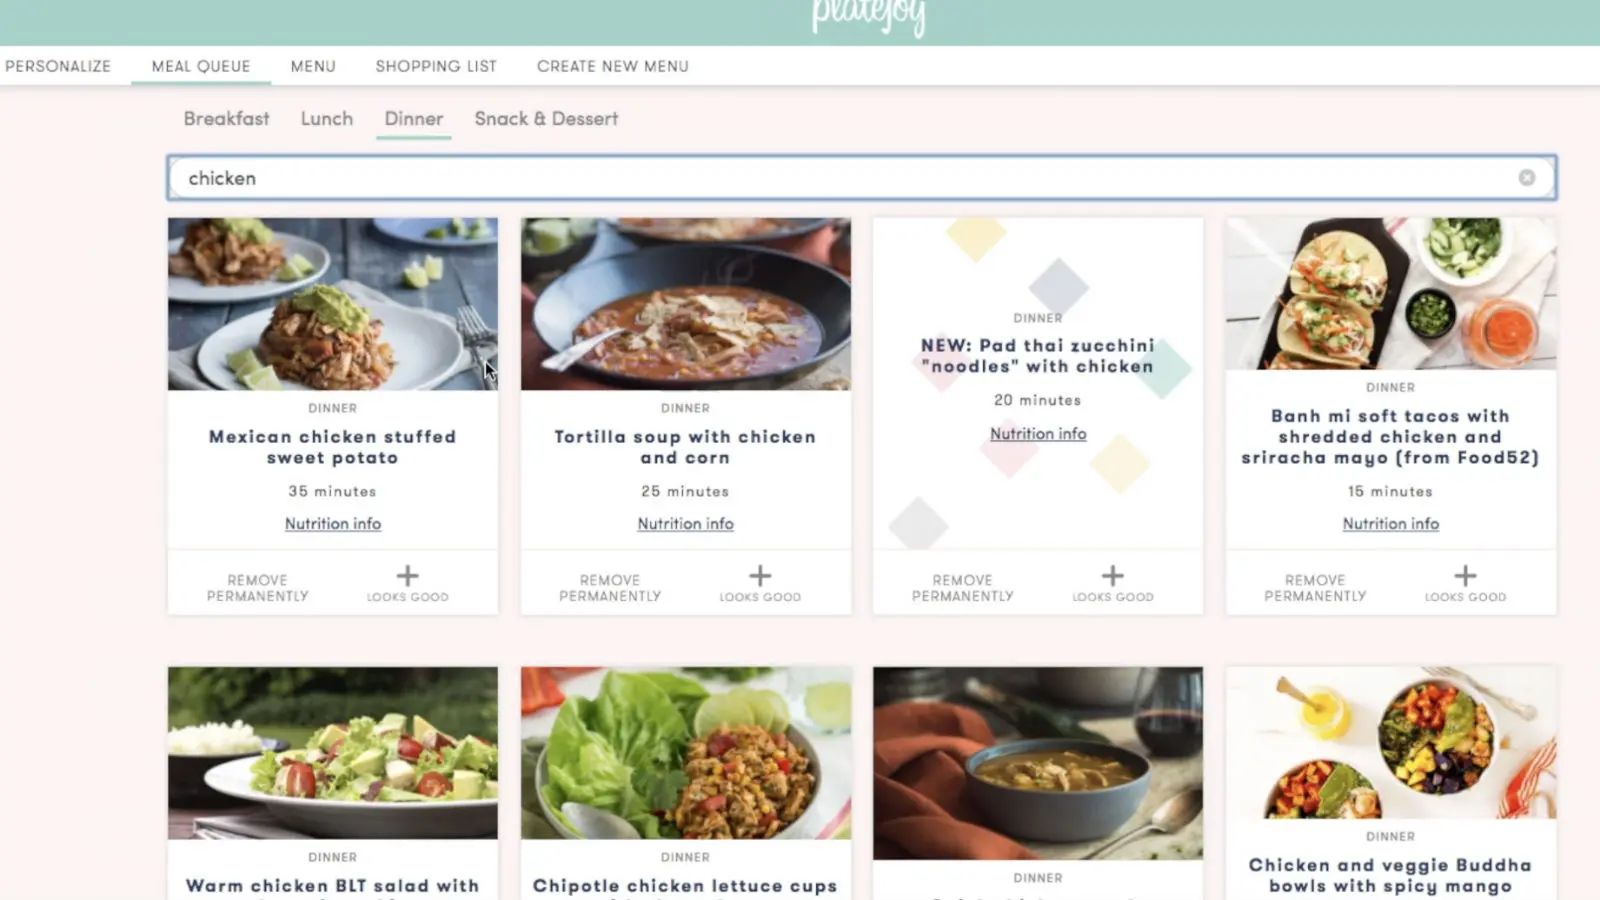 platejoy
PERSONALIZE MEAL QUEUE MENU SHOPPING LIST CREATE NEW MENU
Breakfast Lunch Dinner Snack & Dessert
chicken
DINNER
Mexican chicken stuffed
sweet potato
35 minutes
Nutrition info
REMOVE
PERMANENTLY
LOOKS GOOD
DINNER
Tortilla soup with chicken
and corn
25 minutes
Nutrition info
REMOVE
PERMANENTLY
LOOKS GOOD
DINNER
NEW: Pad thai zucchini
"noodles" with chicken
20 minutes
Nutrition info
REMOVE
PERMANENTLY
LOOKS GOOD
DINNER
Banh mi soft tacos with
shredded chicken and
sriracha mayo (from Food52)
15 minutes
Nutrition info
REMOVE
PERMANENTLY
LOOKS GOOD
DINNER
Warm chicken BLT salad with
DINNER
Chipotle chicken lettuce cups
DINNER
DINNER
Chicken and veggie Buddha
bowls with spicy mango